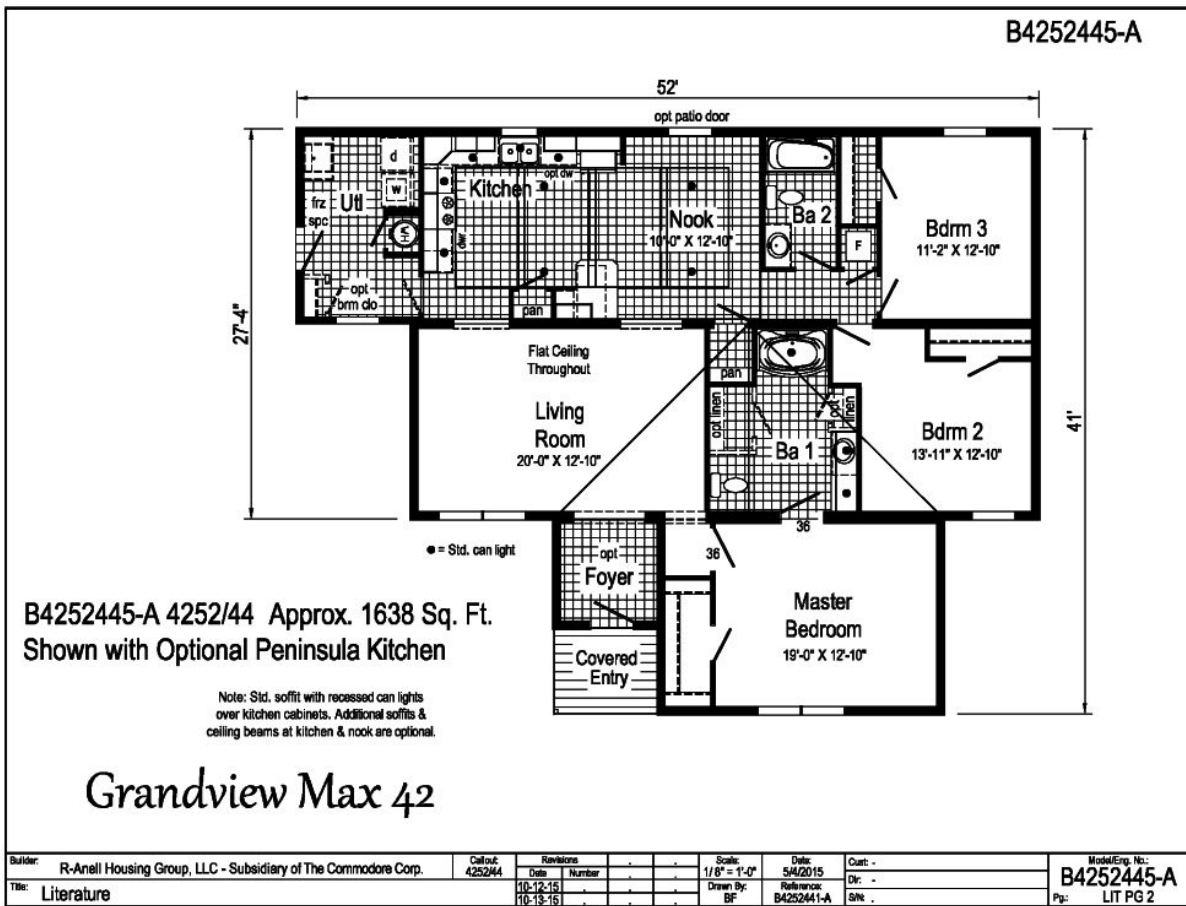 B4252445-A
52'
opt patio door
27'-4"
41'
d
w
frz
spc
Utl
WH
opt
brm clo
Kitchen
opt dw
dwr
Nook
10'-0" X 12'-10"
pan
Ba 2
F
Bdrm 3
11'-2" X 12'-10"
Flat Ceiling
Throughout
Living
Room
20'-0" X 12'-10"
pan
opt linen
Ba 1
opt
linen
Bdrm 2
13'-11" X 12'-10"
36
36
● = Std. can light
opt
Foyer
Covered
Entry
Master
Bedroom
19'-0" X 12'-10"
B4252445-A 4252/44 Approx. 1638 Sq. Ft.
Shown with Optional Peninsula Kitchen
Note: Std. soffit with recessed can lights
over kitchen cabinets. Additional soffits &
ceiling beams at kitchen & nook are optional.
Grandview Max 42
Builder: R-Anell Housing Group, LLC - Subsidiary of The Commodore Corp.
Title: Literature
Callout:
4252/44
Revisions
Date Number
10-12-15
10-13-15
Scale:
1/8" = 1'-0"
Drawn By:
BF
Date:
5/4/2015
Reference:
B4252441-A
Cust: -
Dlr: -
S/N: .
Model/Eng. No.:
B4252445-A
Pg.: LIT PG 2